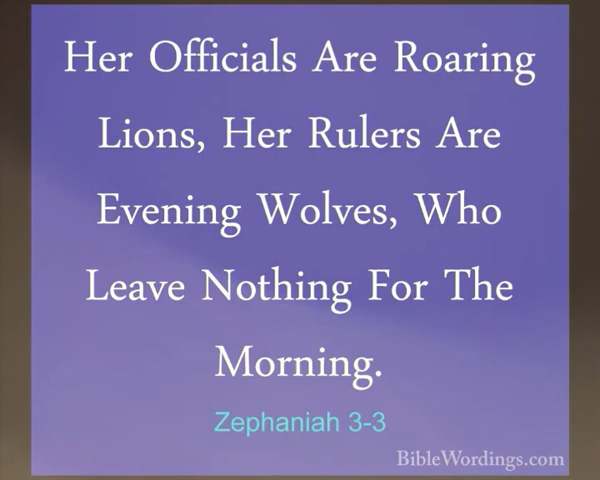 Her Officials Are Roaring
Lions, Her Rulers Are
Evening Wolves, Who
Leave Nothing For The
Morning.
Zephaniah 3-3
BibleWordings.com